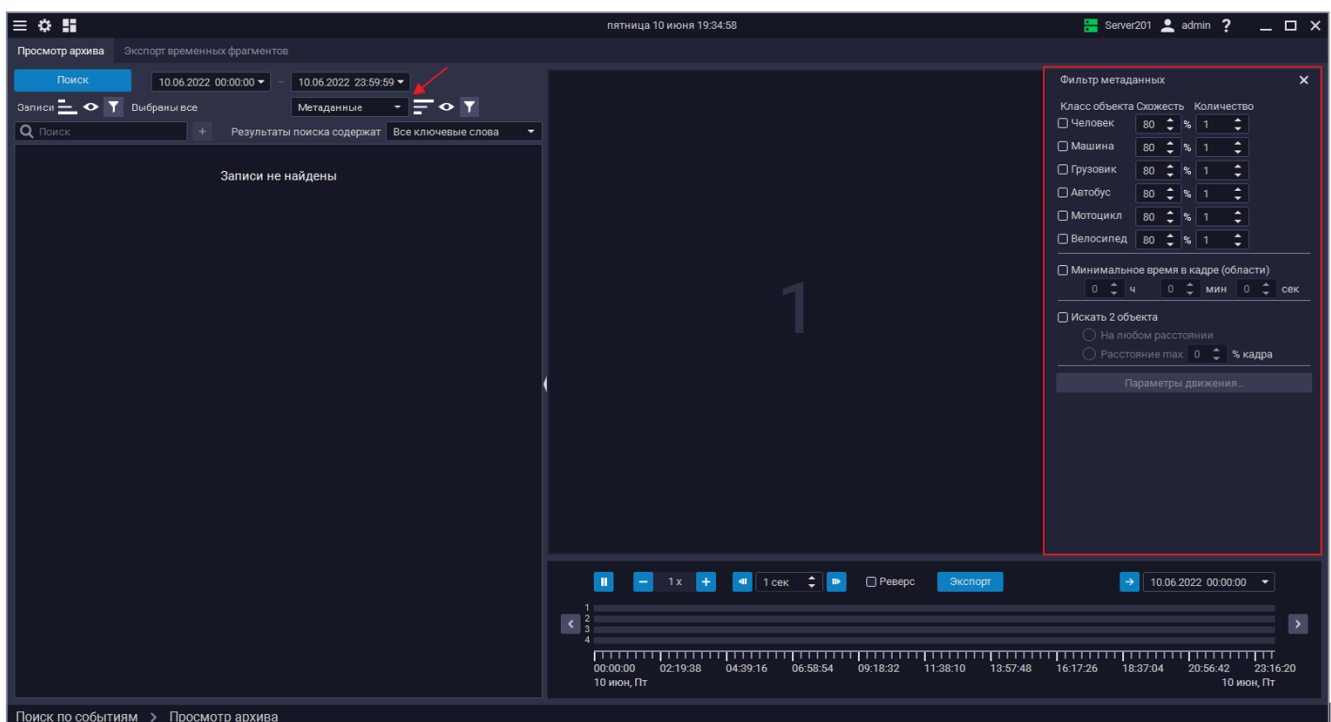 пятница 10 июня 19:34:58
Server201 admin ?
Просмотр архива Экспорт временных фрагментов
Поиск 10.06.2022 00:00:00 – 10.06.2022 23:59:59
Записи Выбраны все Метаданные
Поиск + Результаты поиска содержат Все ключевые слова
Записи не найдены
1
Фильтр метаданных
Класс объекта Схожесть Количество
Человек 80 % 1
Машина 80 % 1
Грузовик 80 % 1
Автобус 80 % 1
Мотоцикл 80 % 1
Велосипед 80 % 1
Минимальное время в кадре (области)
0 ч 0 мин 0 сек
Искать 2 объекта
На любом расстоянии
Расстояние max. 0 % кадра
Параметры движения...
1 x 1 сек Реверс Экспорт 10.06.2022 00:00:00
1
2
3
4
00:00:00 02:19:38 04:39:16 06:58:54 09:18:32 11:38:10 13:57:48 16:17:26 18:37:04 20:56:42 23:16:20
10 июн, Пт 10 июн, Пт
Поиск по событиям > Просмотр архива